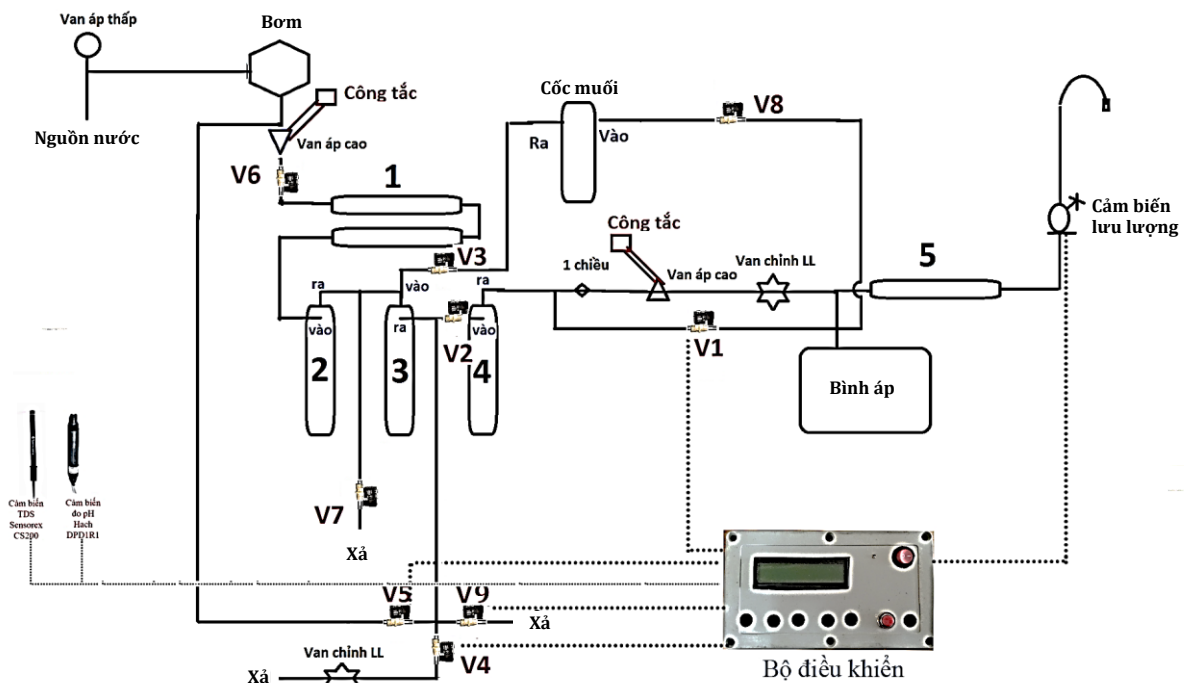 Van áp thấp
Bơm
Nguồn nước
Công tắc
Van áp cao
V6
1
Cốc muối
Ra
Vào
V8
V3
Công tắc
1 chiều
Van áp cao
Van chỉnh LL
5
Cảm biến
lưu lượng
ra
vào
ra
vào
ra
vào
V2
V1
2
3
4
Bình áp
Cảm biến
TDS
Sensorex
CS200
Cảm biến
đo pH
Hach
DPD1R1
V7
Xả
V5
V9
Xả
V4
Van chỉnh LL
Xả
Bộ điều khiển